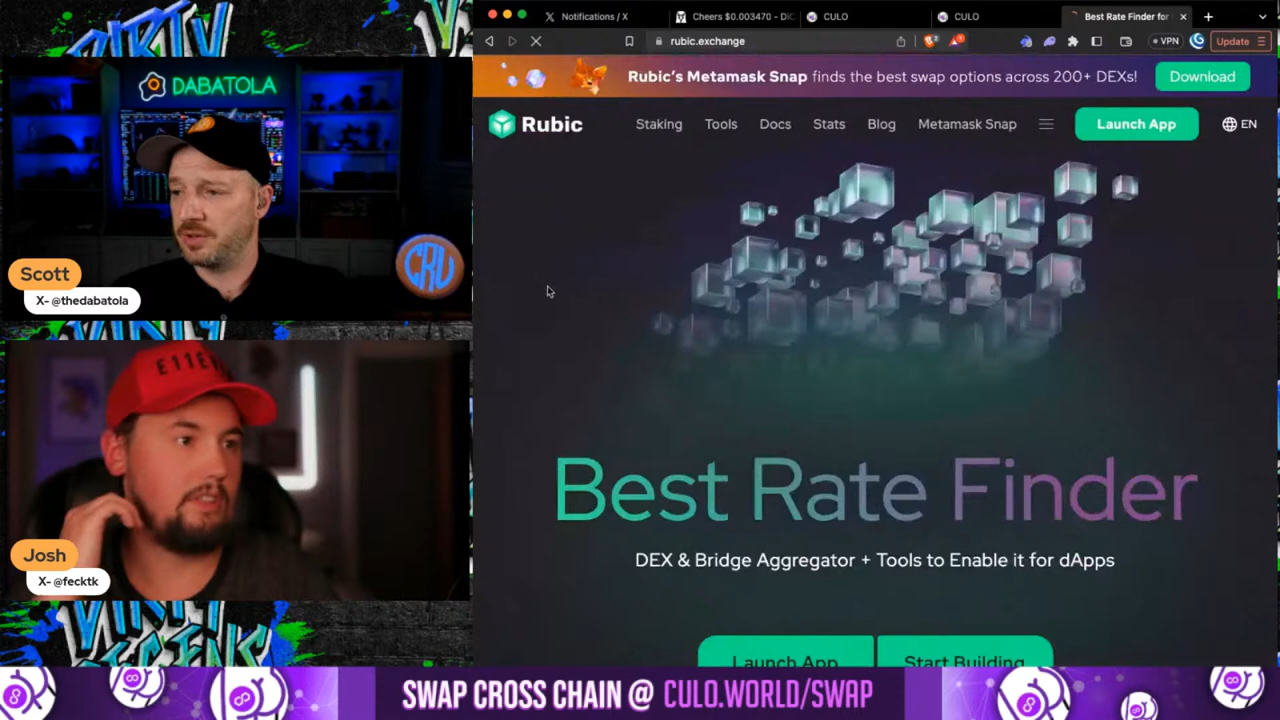 DABATOLA
CRU
Scott
X- @thedabatola
Josh
X- @fecktk
Notifications / X
Cheers $0.003470 - Di
CULO
CULO
Best Rate Finder for
rubic.exchange
VPN
Update
Rubic's Metamask Snap finds the best swap options across 200+ DEXs!
Download
Rubic
Staking
Tools
Docs
Stats
Blog
Metamask Snap
Launch App
EN
Best Rate Finder
DEX & Bridge Aggregator + Tools to Enable it for dApps
Launch App
Start Building
SWAP CROSS CHAIN @ CULO.WORLD/SWAP